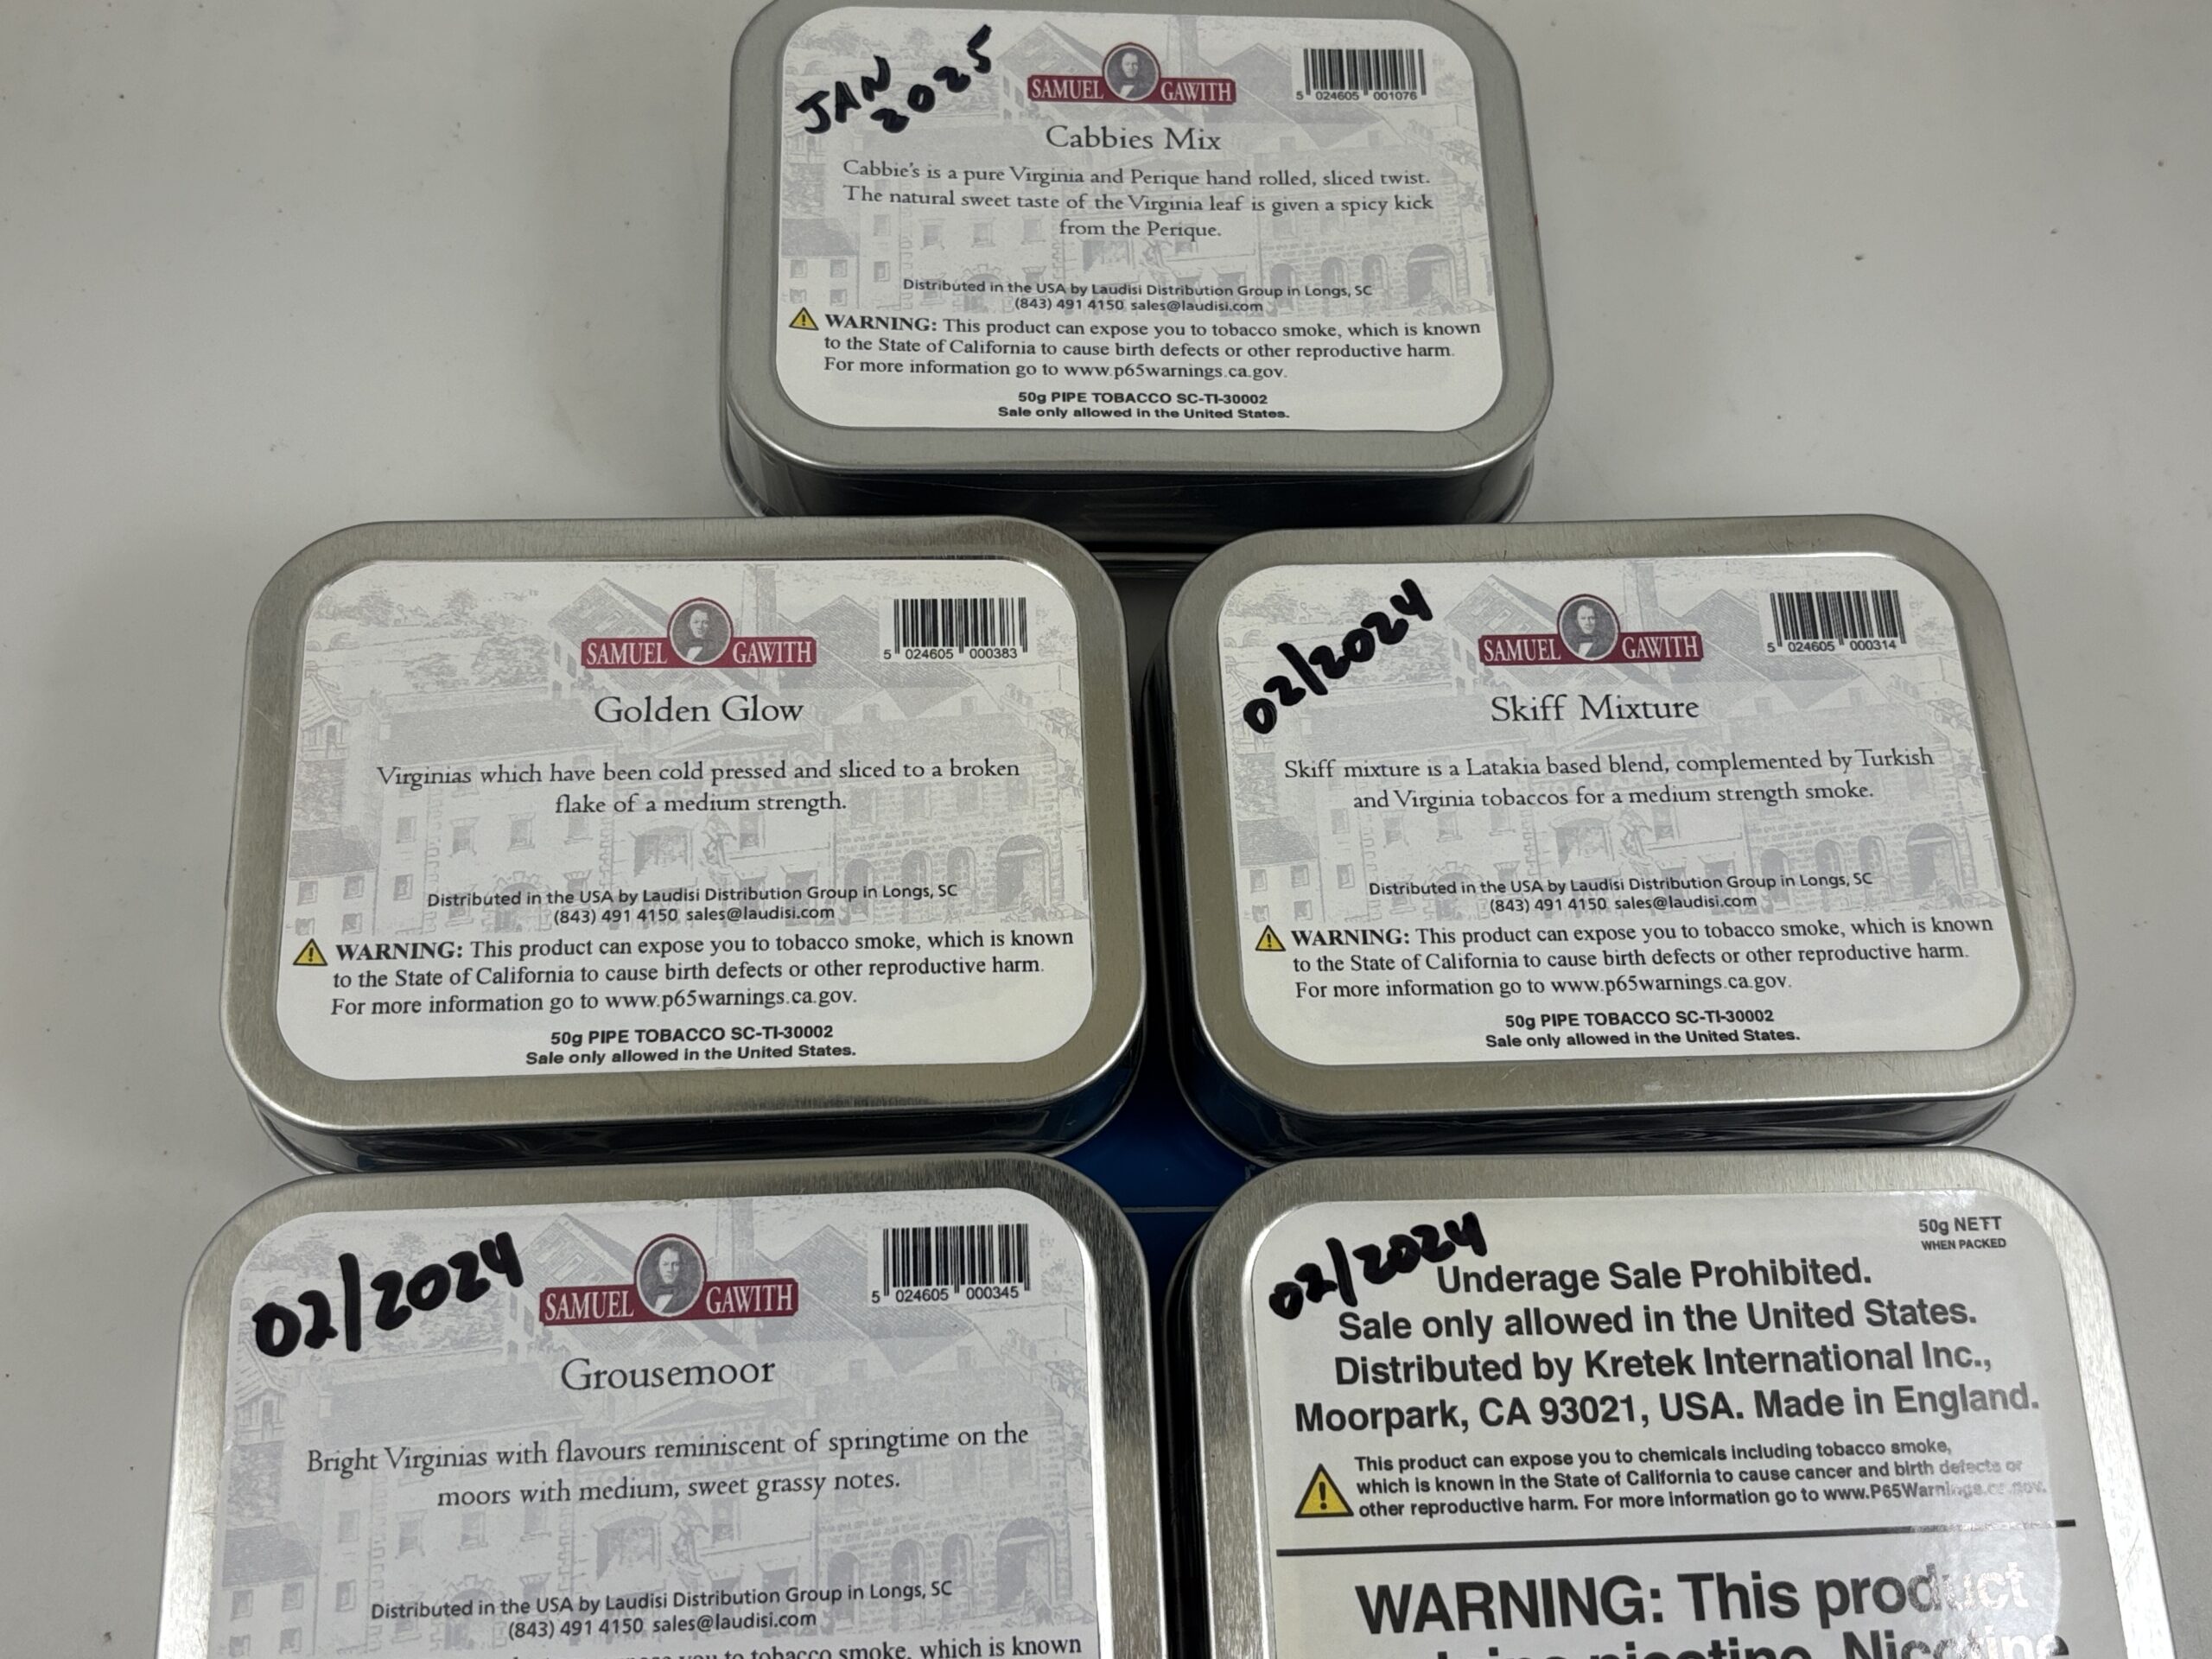 JAN
2025
SAMUEL GAWITH
5 024605 001076
Cabbies Mix
Cabbie's is a pure Virginia and Perique hand rolled, sliced twist.
The natural sweet taste of the Virginia leaf is given a spicy kick
from the Perique.
Distributed in the USA by Laudisi Distribution Group in Longs, SC
(843) 491 4150 sales@laudisi.com
WARNING: This product can expose you to tobacco smoke, which is known
to the State of California to cause birth defects or other reproductive harm.
For more information go to www.p65warnings.ca.gov.
50g PIPE TOBACCO SC-TI-30002
Sale only allowed in the United States.
SAMUEL GAWITH
5 024605 000383
Golden Glow
Virginias which have been cold pressed and sliced to a broken
flake of a medium strength.
Distributed in the USA by Laudisi Distribution Group in Longs, SC
(843) 491 4150 sales@laudisi.com
WARNING: This product can expose you to tobacco smoke, which is known
to the State of California to cause birth defects or other reproductive harm.
For more information go to www.p65warnings.ca.gov.
50g PIPE TOBACCO SC-TI-30002
Sale only allowed in the United States.
02/2024
SAMUEL GAWITH
5 024605 000314
Skiff Mixture
Skiff mixture is a Latakia based blend, complemented by Turkish
and Virginia tobaccos for a medium strength smoke.
Distributed in the USA by Laudisi Distribution Group in Longs, SC
(843) 491 4150 sales@laudisi.com
WARNING: This product can expose you to tobacco smoke, which is known
to the State of California to cause birth defects or other reproductive harm.
For more information go to www.p65warnings.ca.gov.
50g PIPE TOBACCO SC-TI-30002
Sale only allowed in the United States.
02/2024
SAMUEL GAWITH
5 024605 000345
Grousemoor
Bright Virginias with flavours reminiscent of springtime on the
moors with medium, sweet grassy notes.
Distributed in the USA by Laudisi Distribution Group in Longs, SC
(843) 491 4150 sales@laudisi.com
you to tobacco smoke, which is known
02/2024
50g NETT
WHEN PACKED
Underage Sale Prohibited.
Sale only allowed in the United States.
Distributed by Kretek International Inc.,
Moorpark, CA 93021, USA. Made in England.
This product can expose you to chemicals including tobacco smoke,
which is known in the State of California to cause cancer and birth defects or
other reproductive harm. For more information go to www.P65Warnings.ca.gov.
WARNING: This product
nicotine. Nicotine